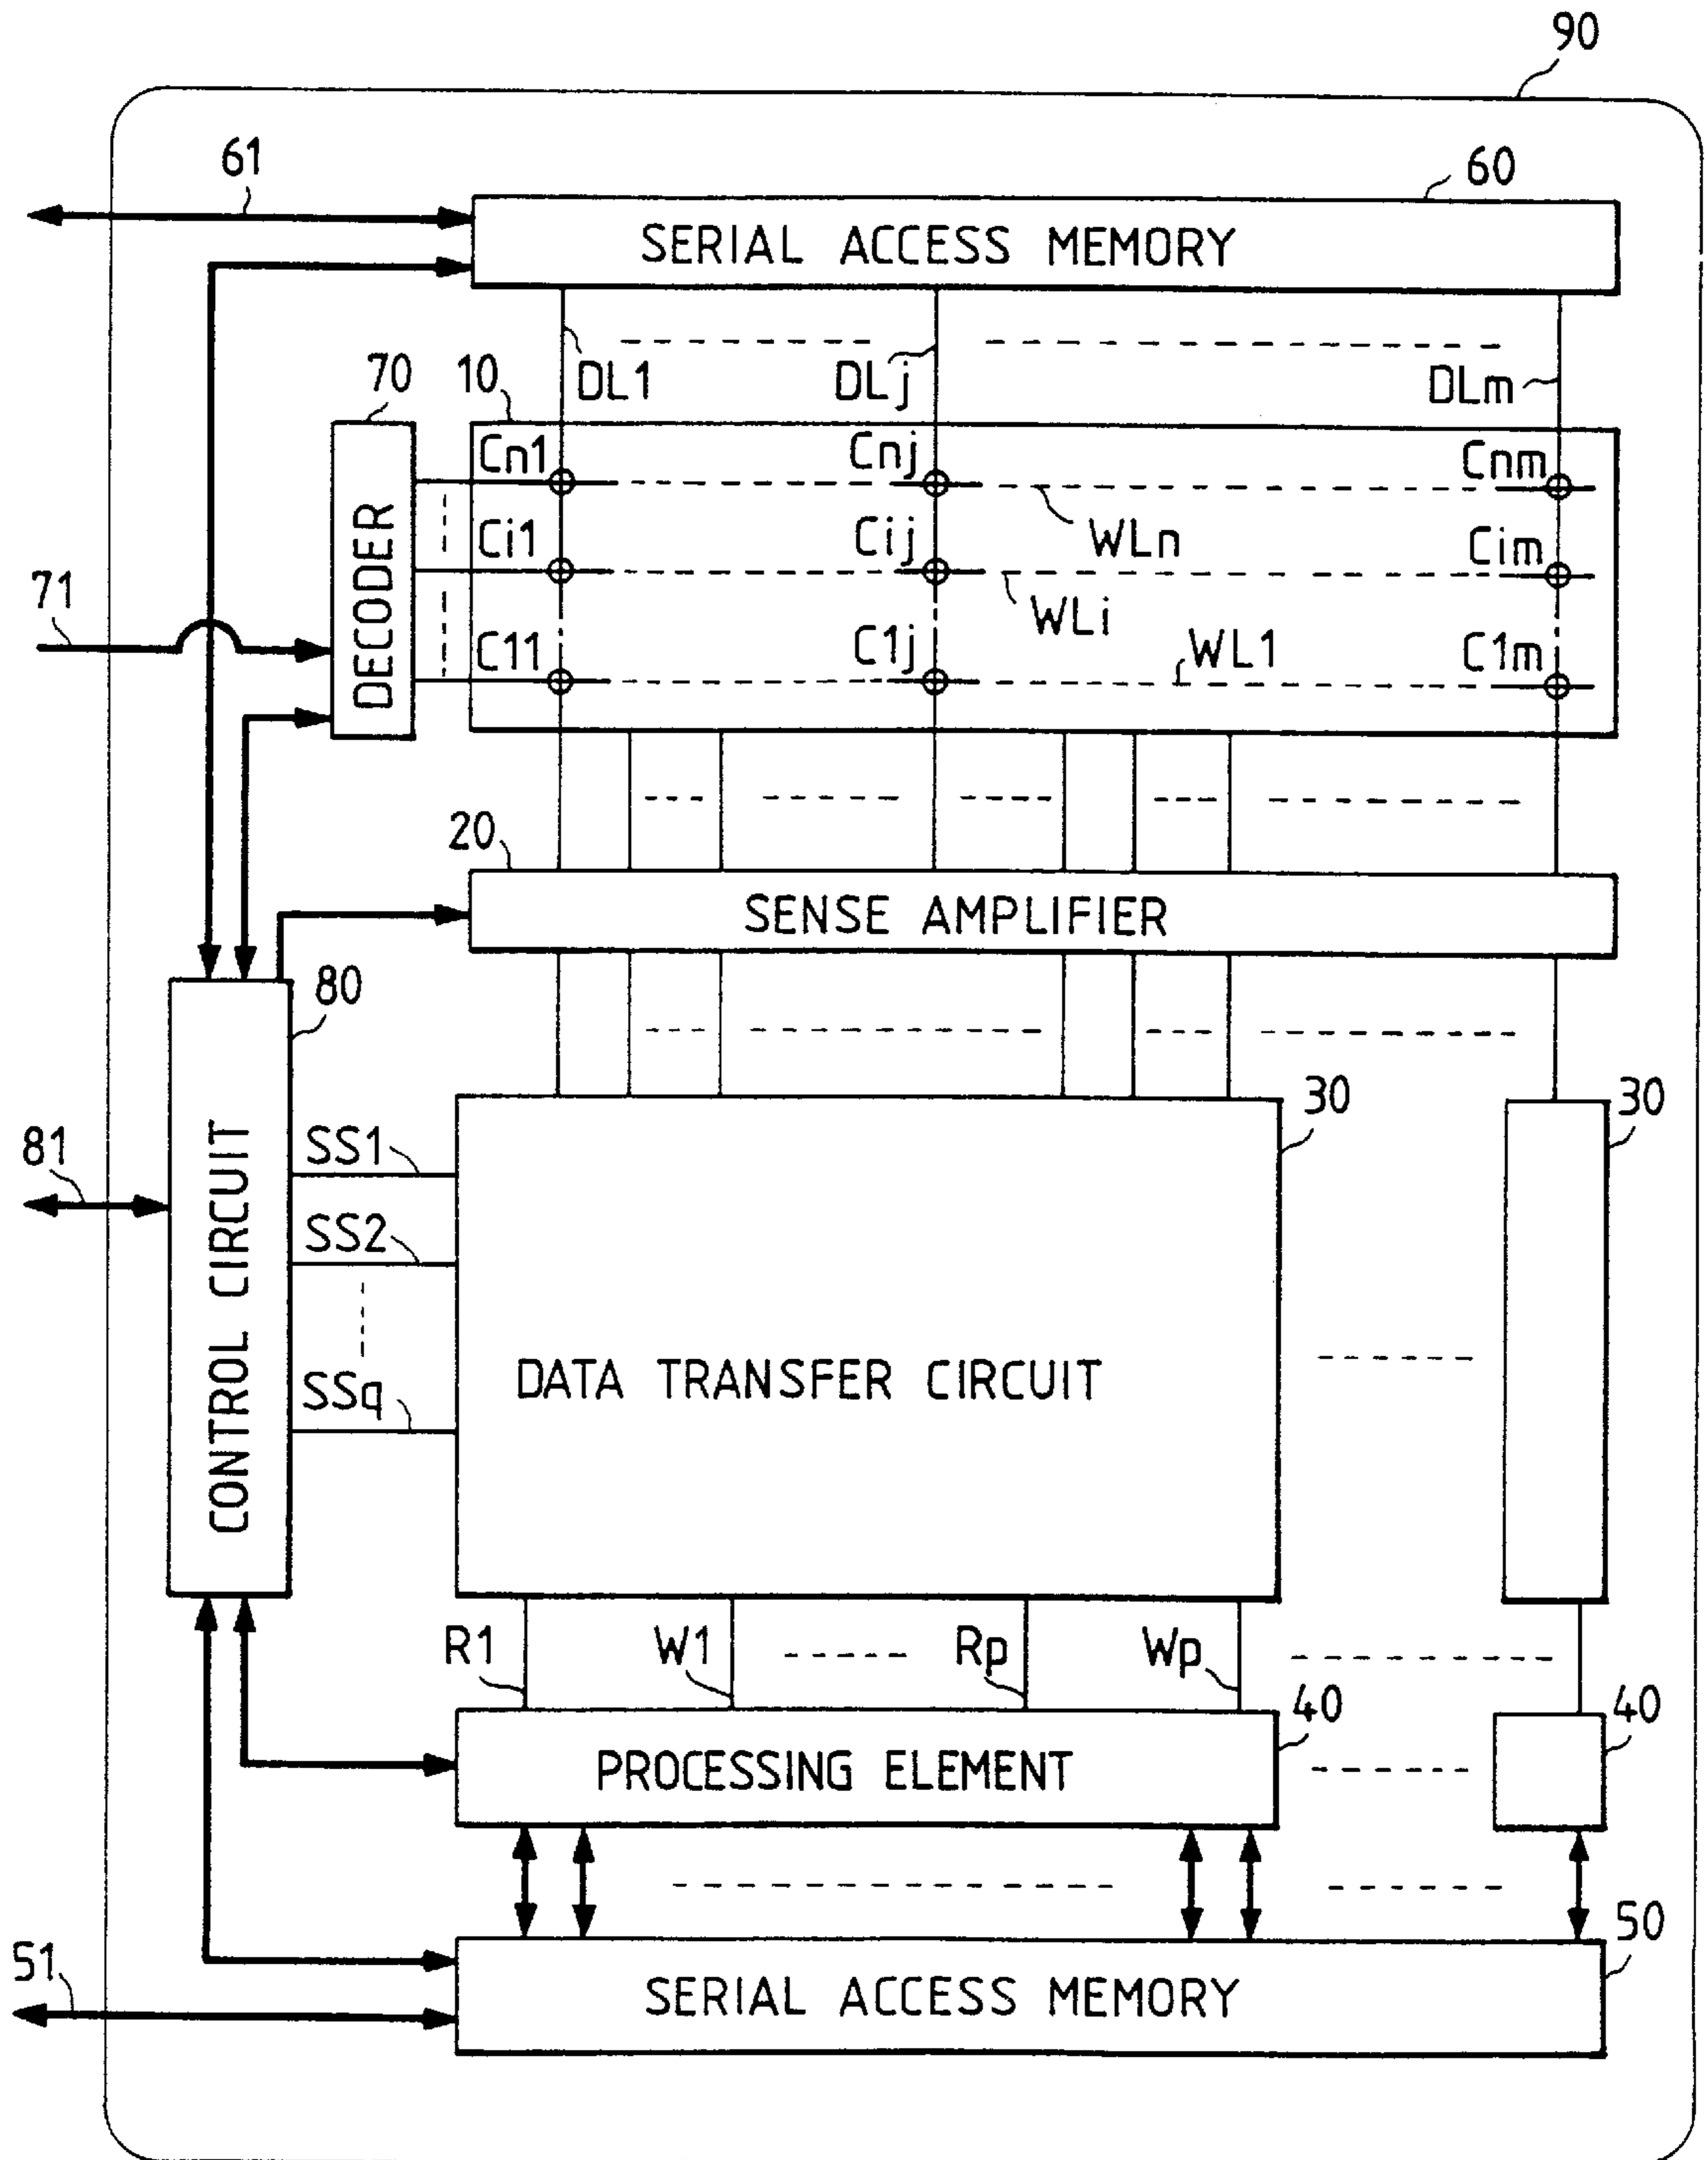 90
61
60
SERIAL ACCESS MEMORY
DL1
DLj
DLm
70
10
DECODER
71
Cn1
Cnj
Cnm
WLn
Ci1
Cij
Cim
WLi
C11
C1j
WL1
C1m
20
SENSE AMPLIFIER
80
CONTROL CIRCUIT
81
SS1
SS2
SSq
30
30
DATA TRANSFER CIRCUIT
R1
W1
Rp
Wp
40
40
PROCESSING ELEMENT
50
51
SERIAL ACCESS MEMORY